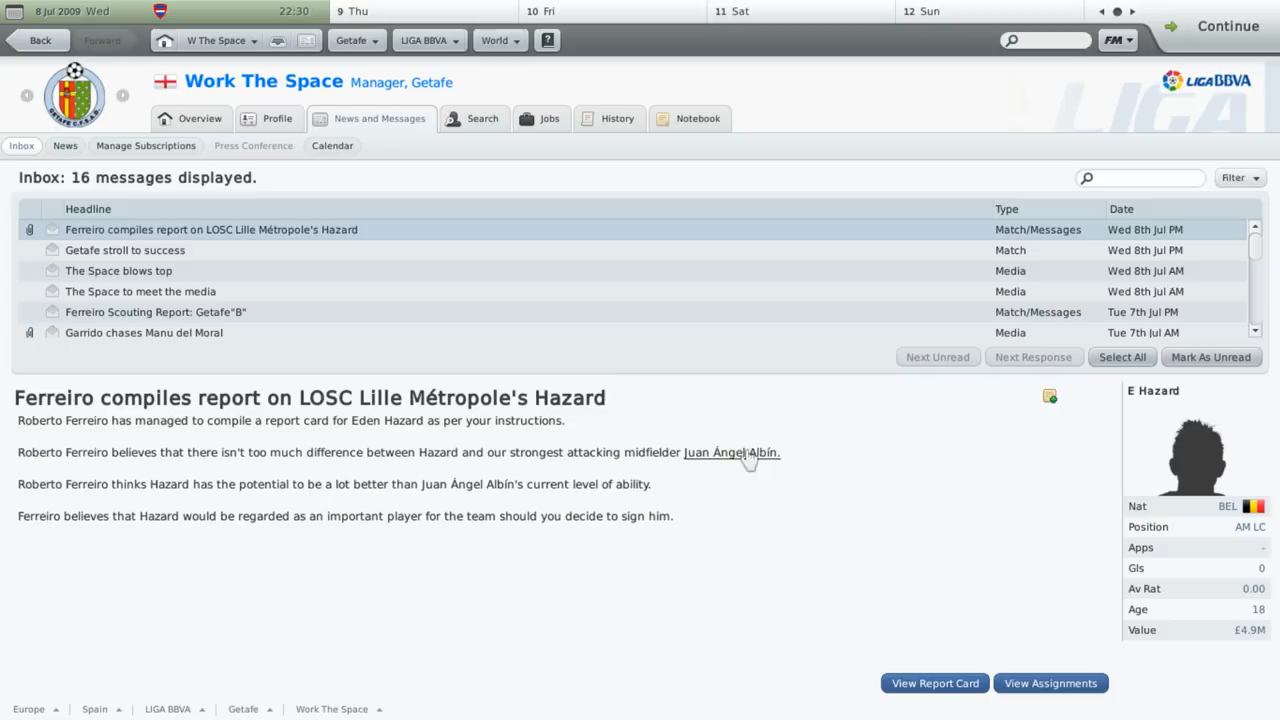 8 Jul 2009 Wed 22:30 9 Thu 10 Fri 11 Sat 12 Sun
Continue
Back Forward W The Space Getafe LIGA BBVA World ? FM
Work The Space Manager, Getafe
GETAFE C.F.S.A.D.
LIGA BBVA
LIGA
Overview Profile News and Messages Search Jobs History Notebook
Inbox News Manage Subscriptions Press Conference Calendar
Inbox: 16 messages displayed. Filter
Headline Type Date
Ferreiro compiles report on LOSC Lille Métropole's Hazard Match/Messages Wed 8th Jul PM
Getafe stroll to success Match Wed 8th Jul PM
The Space blows top Media Wed 8th Jul AM
The Space to meet the media Media Wed 8th Jul AM
Ferreiro Scouting Report: Getafe"B" Match/Messages Tue 7th Jul PM
Garrido chases Manu del Moral Media Tue 7th Jul AM
Next Unread Next Response Select All Mark As Unread
Ferreiro compiles report on LOSC Lille Métropole's Hazard
Roberto Ferreiro has managed to compile a report card for Eden Hazard as per your instructions.
Roberto Ferreiro believes that there isn't too much difference between Hazard and our strongest attacking midfielder Juan Ángel Albín.
Roberto Ferreiro thinks Hazard has the potential to be a lot better than Juan Ángel Albín's current level of ability.
Ferreiro believes that Hazard would be regarded as an important player for the team should you decide to sign him.
E Hazard
Nat BEL
Position AM LC
Apps -
Gls 0
Av Rat 0.00
Age 18
Value £4.9M
View Report Card View Assignments
Europe Spain LIGA BBVA Getafe Work The Space